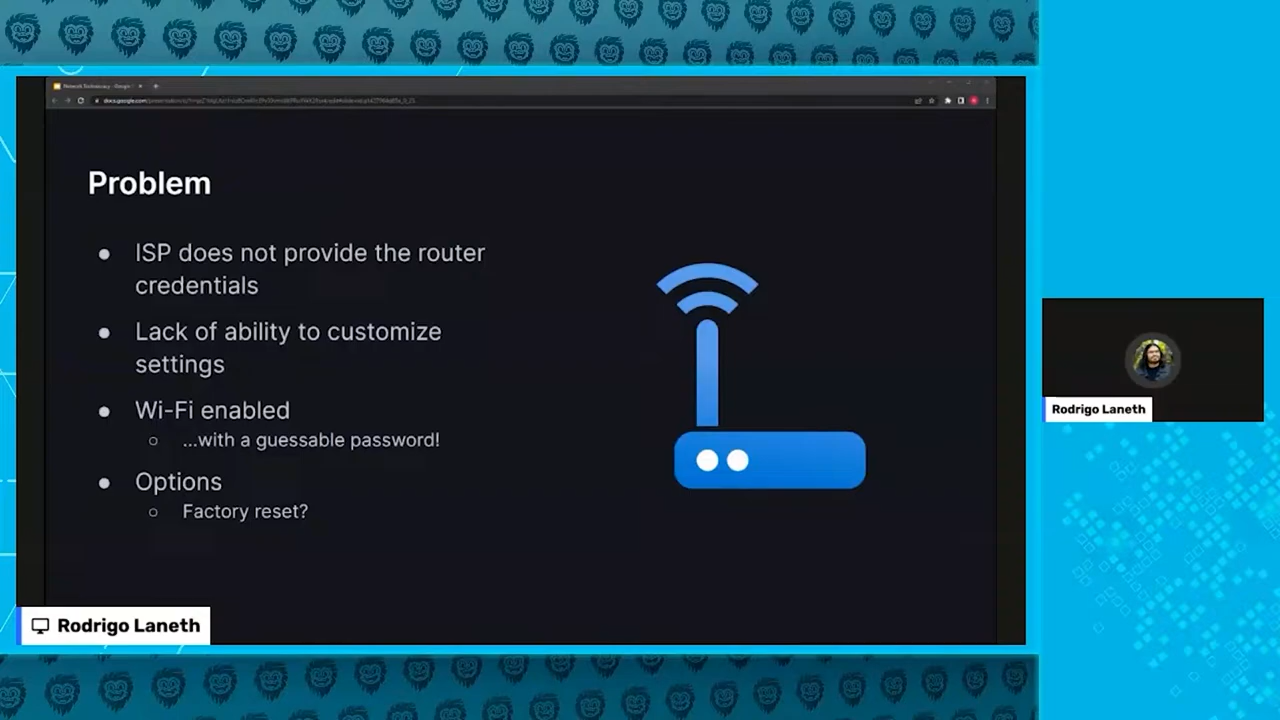 Problem
● ISP does not provide the router
credentials
● Lack of ability to customize
settings
● Wi-Fi enabled
○ ...with a guessable password!
● Options
○ Factory reset?
Rodrigo Laneth
Rodrigo Laneth